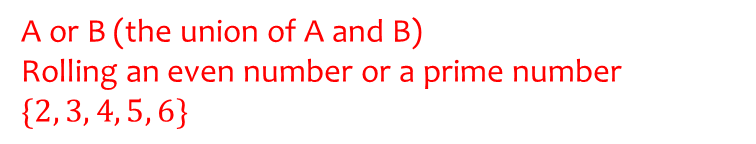 A or B (the union of A and B)
Rolling an even number or a prime number
{2, 3, 4, 5, 6}